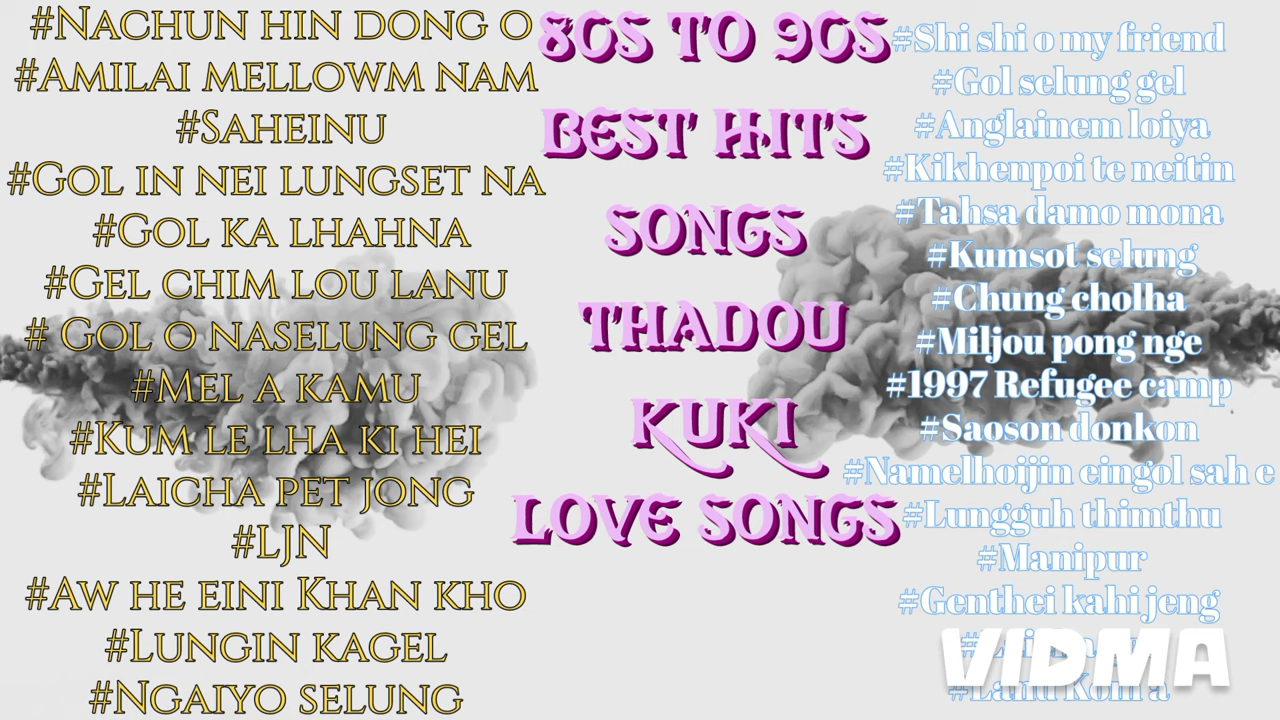 #Nachun hin dong o
#Amilai mellowm nam
#Saheinu
#Gol in nei lungset na
#Gol ka lhahna
#Gel chim lou lanu
# Gol o naselung gel
#Mel a kamu
#Kum le lha ki hei
#Laicha pet jong
#LJN
#Aw he eini Khan kho
#Lungin kagel
#Ngaiyo selung
80s to 90s
Best Hits
Songs
Thadou
Kuki
Love Songs
#Shi shi o my friend
#Gol selung gel
#Anglainem loiya
#Kikhenpoi te neitin
#Tahsa damo mona
#Kumsot selung
#Chung cholha
#Miljou pong nge
#1997 Refugee camp
#Saoson donkon
#Namelhoijin eingol sah e
#Lungguh thimthu
#Manipur
#Genthei kahi jeng
#Lanu Kom a
VIDMA